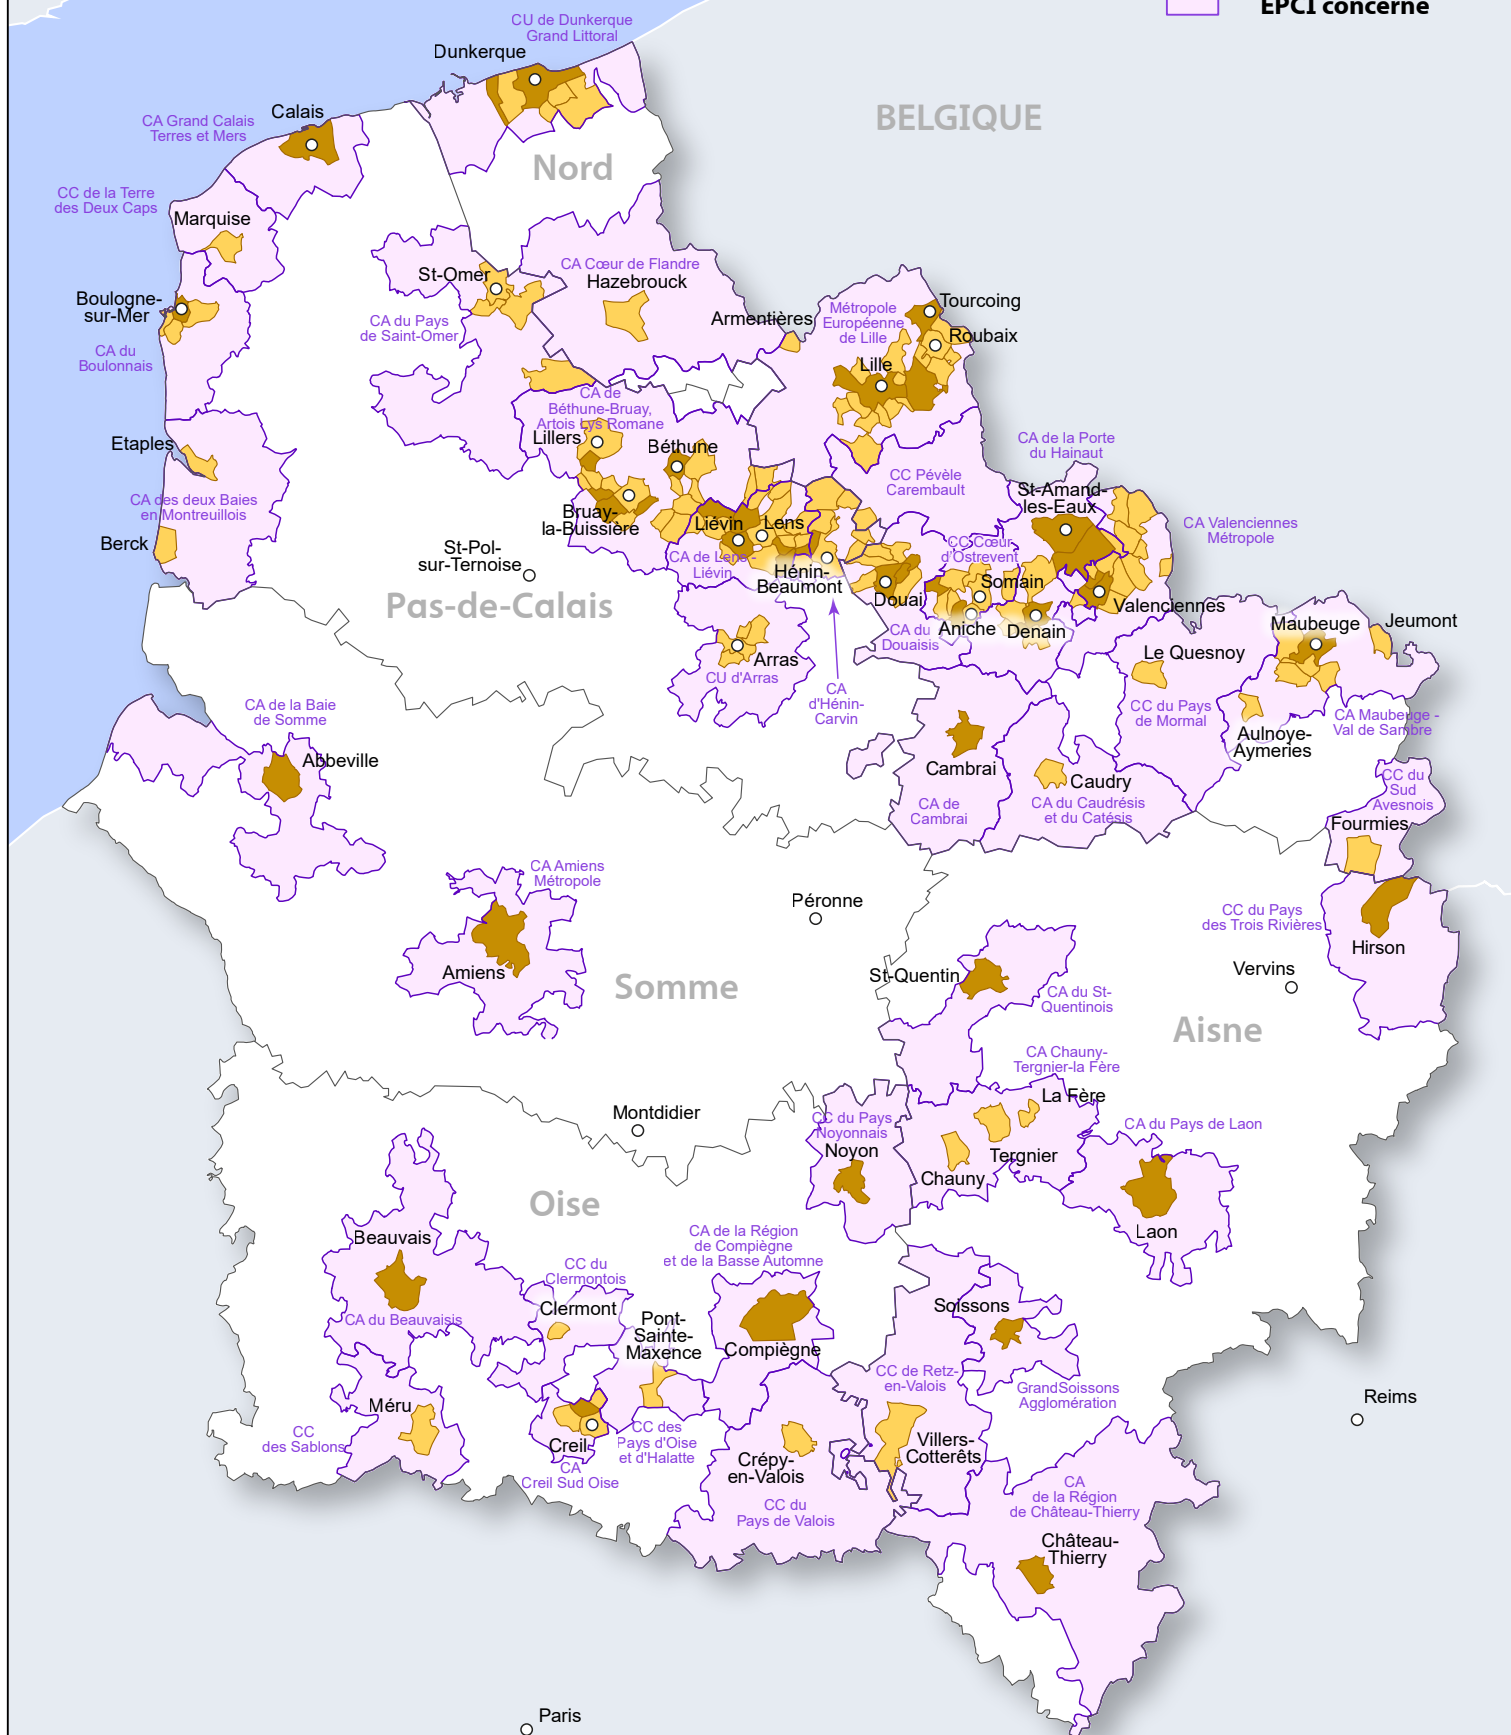 EPCI concerné
CU de Dunkerque
Grand Littoral
Dunkerque
BELGIQUE
Calais
CA Grand Calais
Terres et Mers
Nord
CC de la Terre
des Deux Caps
Marquise
St-Omer
CA Cœur de Flandre
Hazebrouck
Boulogne-
sur-Mer
CA du Pays
de Saint-Omer
Armentières
Métropole
Européenne
de Lille
Tourcoing
Roubaix
CA du
Boulonnais
Lille
CA de
Béthune-Bruay,
Artois Lys Romane
Lillers
Béthune
Etaples
CA de la Porte
du Hainaut
CC Pévèle
Carembault
St-Amand-
les-Eaux
CA des deux Baies
en Montreuillois
Berck
Bruay-
la-Buissière
Liévin
Lens
CA Valenciennes
Métropole
St-Pol-
sur-Ternoise
CA de Lens -
Liévin
Hénin-
Beaumont
CC Cœur
d'Ostrevent
Somain
Douai
Valenciennes
Pas-de-Calais
CA du
Douaisis
Aniche
Denain
Maubeuge
Jeumont
Arras
CU d'Arras
Le Quesnoy
CA
d'Hénin-
Carvin
CC du Pays
de Mormal
CA Maubeuge -
Val de Sambre
Aulnoye-
Aymeries
CA de la Baie
de Somme
Abbeville
Cambrai
Caudry
CA de
Cambrai
CA du Caudrésis
et du Catésis
CC du
Sud
Avesnois
Fourmies
CA Amiens
Métropole
Péronne
CC du Pays
des Trois Rivières
Hirson
Amiens
Somme
St-Quentin
Vervins
CA du St-
Quentinois
Aisne
CA Chauny-
Tergnier-la Fère
La Fère
Montdidier
CC du Pays
Noyonnais
Noyon
CA du Pays de Laon
Tergnier
Chauny
Oise
Laon
Beauvais
CA de la Région
de Compiègne
et de la Basse Automne
CC du
Clermontois
Clermont
CA du Beauvaisis
Pont-
Sainte-
Maxence
Compiègne
Soissons
CC de Retz-
en-Valois
GrandSoissons
Agglomération
Reims
Méru
CC
des Sablons
Creil
CA
Creil Sud Oise
CC des
Pays d'Oise
et d'Halatte
Crépy-
en-Valois
Villers-
Cotterêts
CC du
Pays de Valois
CA
de la Région
de Château-Thierry
Château-
Thierry
Paris